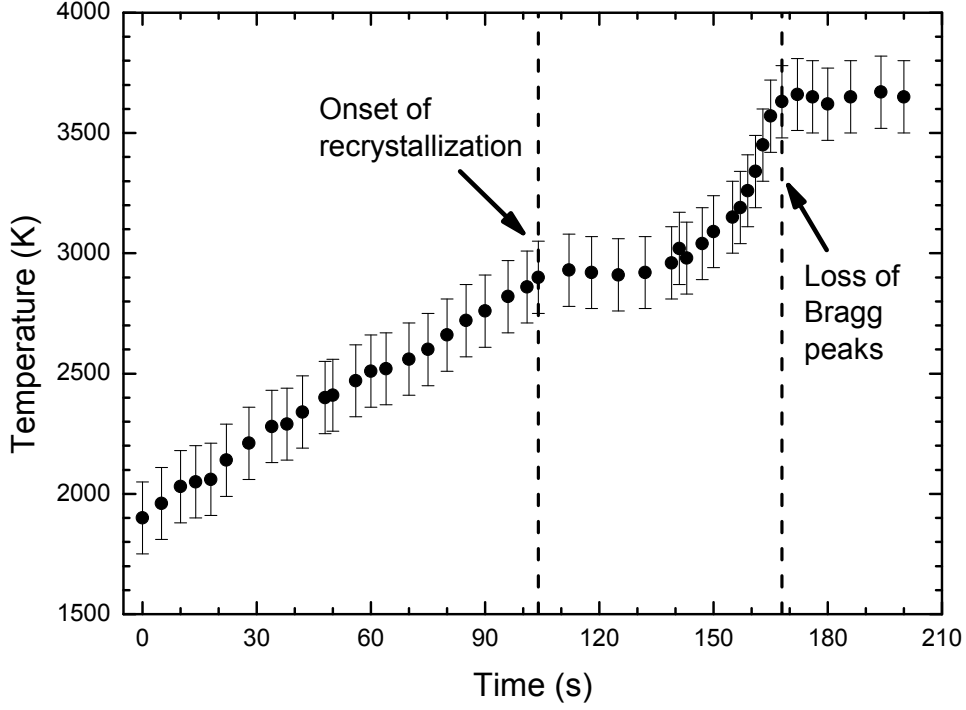 4000
3500
3000
2500
2000
1500
Temperature (K)
Onset of
recrystallization
Loss of
Bragg
peaks
0
30
60
90
120
150
180
210
Time (s)